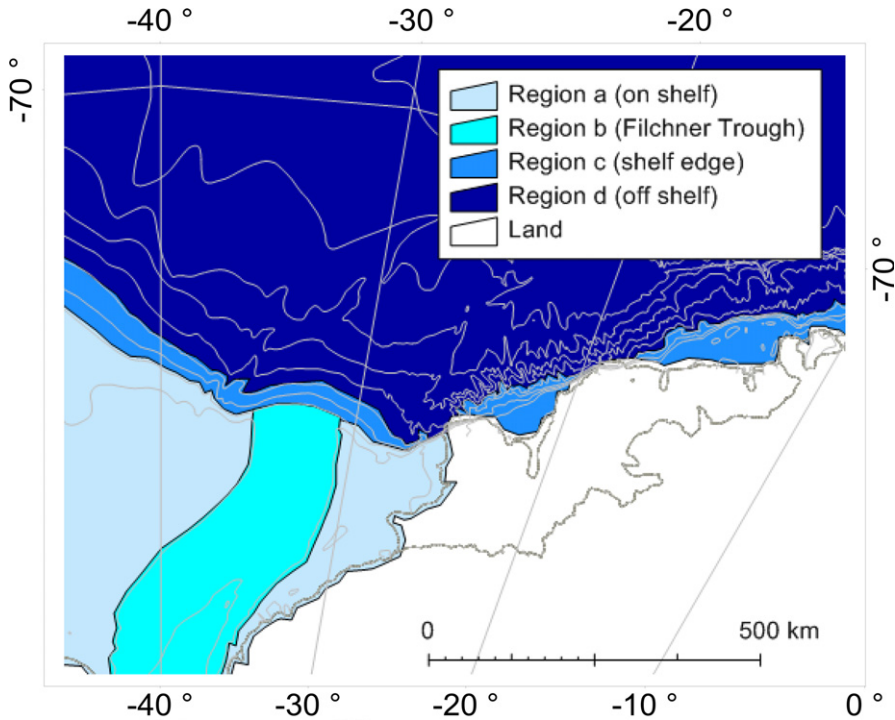 -40 ° -30 ° -20 °
-70 °
Region a (on shelf)
Region b (Filchner Trough)
Region c (shelf edge)
Region d (off shelf)
Land
-70 °
0 500 km
-40 ° -30 ° -20 ° -10 ° 0 °